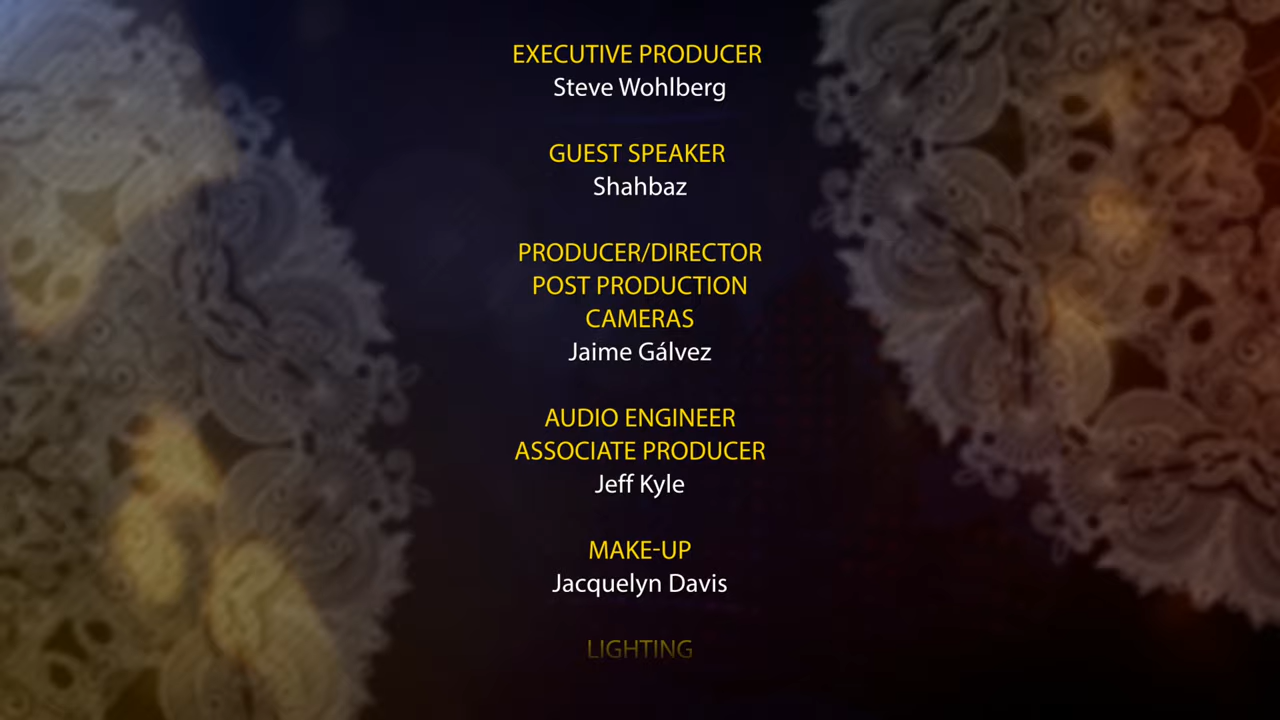 EXECUTIVE PRODUCER
Steve Wohlberg
GUEST SPEAKER
Shahbaz
PRODUCER/DIRECTOR
POST PRODUCTION
CAMERAS
Jaime Gálvez
AUDIO ENGINEER
ASSOCIATE PRODUCER
Jeff Kyle
MAKE-UP
Jacquelyn Davis
LIGHTING